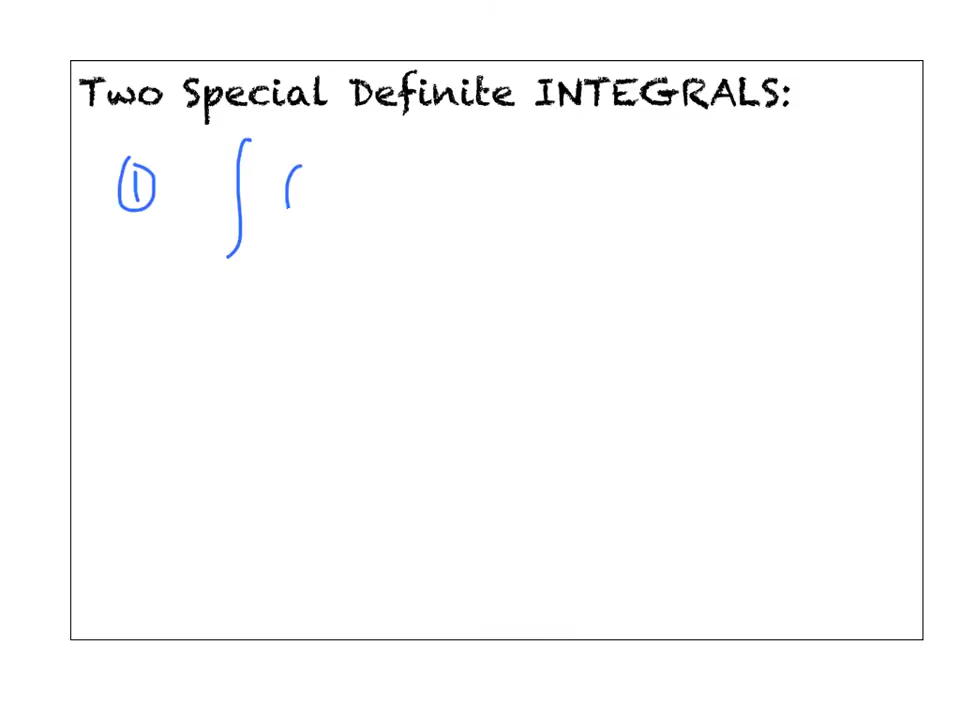 Two Special Definite INTEGRALS:
① ∫ (